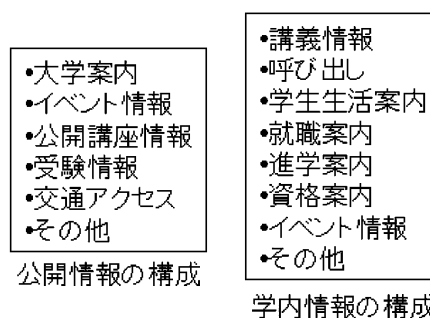 •大学案内
•イベント情報
•公開講座情報
•受験情報
•交通アクセス
•その他
公開情報の構成
•講義情報
•呼び出し
•学生生活案内
•就職案内
•進学案内
•資格案内
•イベント情報
•その他
学内情報の構成